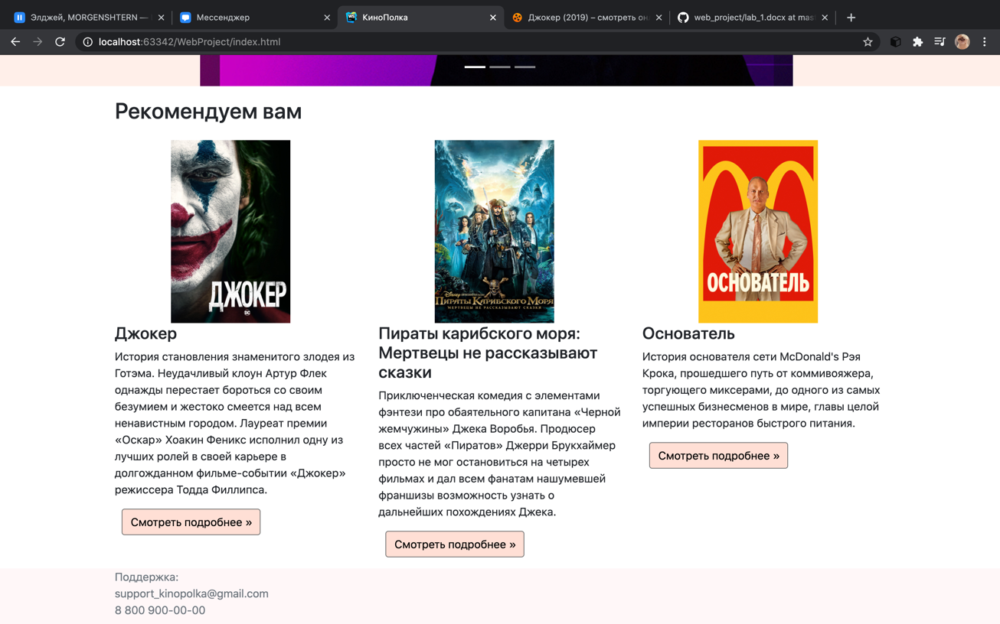 Элджей, MORGENSHTERN —
Мессенджер
КиноПолка
Джокер (2019) – смотреть он
web_project/lab_1.docx at mas
localhost:63342/WebProject/index.html
Рекомендуем вам
ДЖОКЕР
DC
Disney
Пираты Карибского Моря
МЕРТВЕЦЫ НЕ РАССКАЗЫВАЮТ СКАЗКИ
ОСНОВАТЕЛЬ
Джокер
История становления знаменитого злодея из
Готэма. Неудачливый клоун Артур Флек
однажды перестает бороться со своим
безумием и жестоко смеется над всем
ненавистным городом. Лауреат премии
«Оскар» Хоакин Феникс исполнил одну из
лучших ролей в своей карьере в
долгожданном фильме-событии «Джокер»
режиссера Тодда Филлипса.
Смотреть подробнее »
Пираты карибского моря:
Мертвецы не рассказывают
сказки
Приключенческая комедия с элементами
фэнтези про обаятельного капитана «Черной
жемчужины» Джека Воробья. Продюсер
всех частей «Пиратов» Джерри Брукхаймер
просто не мог остановиться на четырех
фильмах и дал всем фанатам нашумевшей
франшизы возможность узнать о
дальнейших похождениях Джека.
Смотреть подробнее »
Основатель
История основателя сети McDonald's Рэя
Крока, прошедшего путь от коммивояжера,
торгующего миксерами, до одного из самых
успешных бизнесменов в мире, главы целой
империи ресторанов быстрого питания.
Смотреть подробнее »
Поддержка:
support_kinopolka@gmail.com
8 800 900-00-00